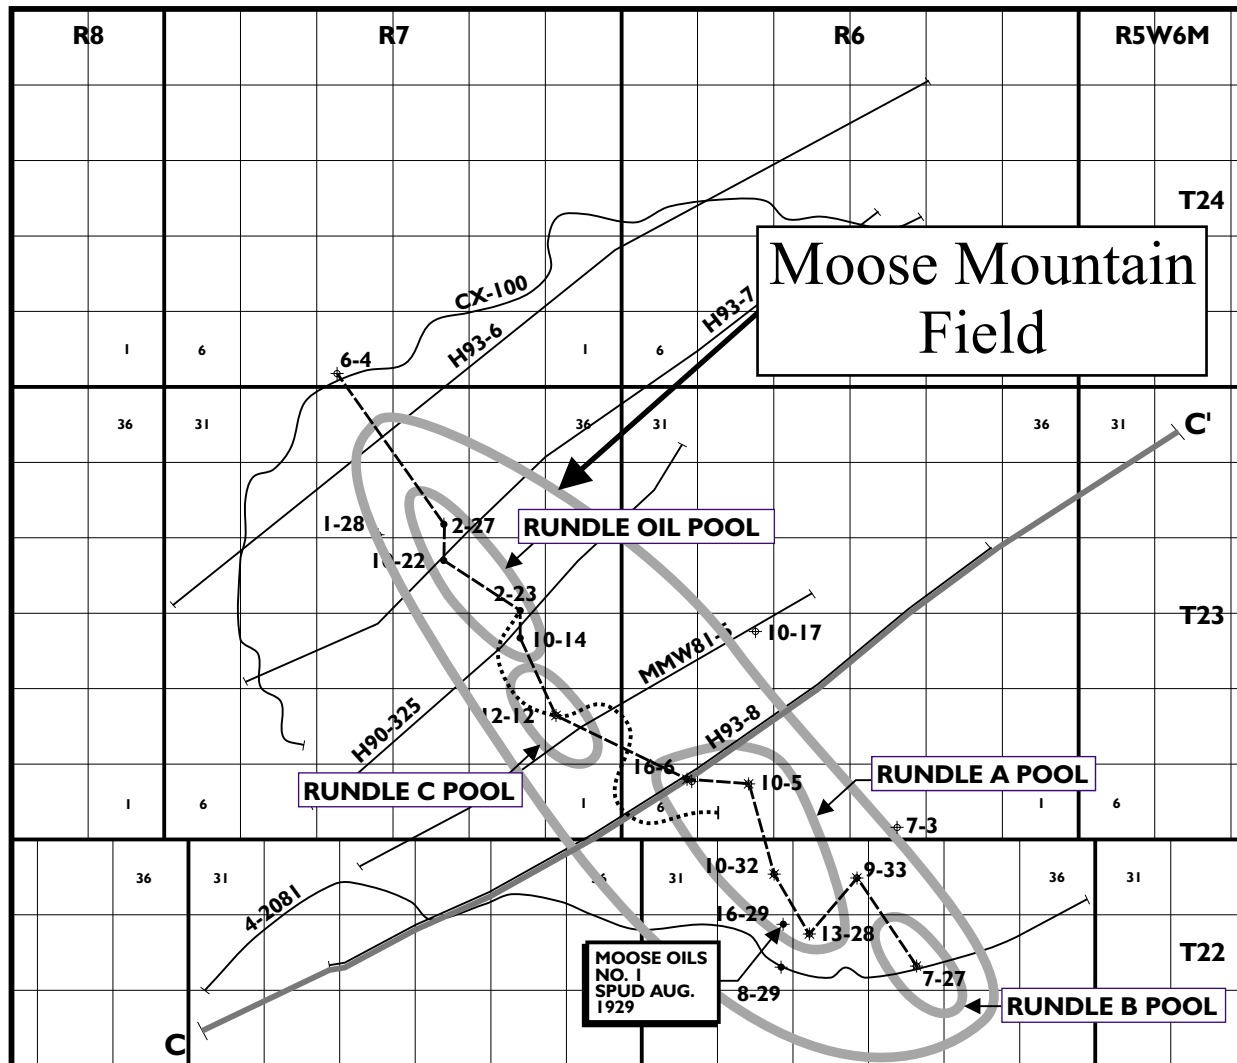 R8
R7
R6
R5W6M
T24
Moose Mountain
Field
CX-100
H93-7
H93-6
1
6
6-4
1
6
36
31
36
31
36
31
C'
1-28
2-27
RUNDLE OIL POOL
10-22
2-23
10-14
10-17
T23
MMW81-
12-12
H90-325
H93-8
16-6
10-5
RUNDLE A POOL
RUNDLE C POOL
1
6
1
6
1
6
7-3
10-32
9-33
36
31
36
31
36
31
4-2081
16-29
13-28
MOOSE OILS
NO. 1
SPUD AUG.
1929
8-29
7-27
T22
RUNDLE B POOL
C